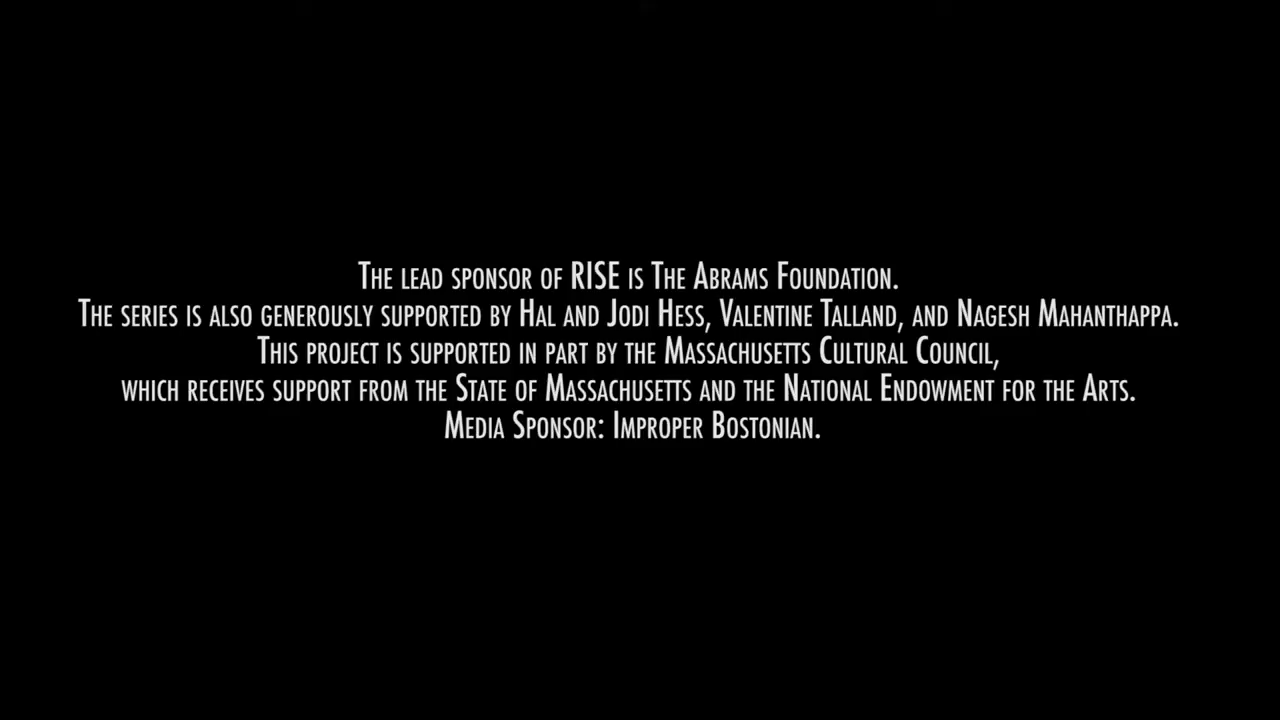 The lead sponsor of RISE is The Abrams Foundation.
The series is also generously supported by Hal and Jodi Hess, Valentine Talland, and Nagesh Mahanthappa.
This project is supported in part by the Massachusetts Cultural Council,
which receives support from the State of Massachusetts and the National Endowment for the Arts.
Media Sponsor: Improper Bostonian.